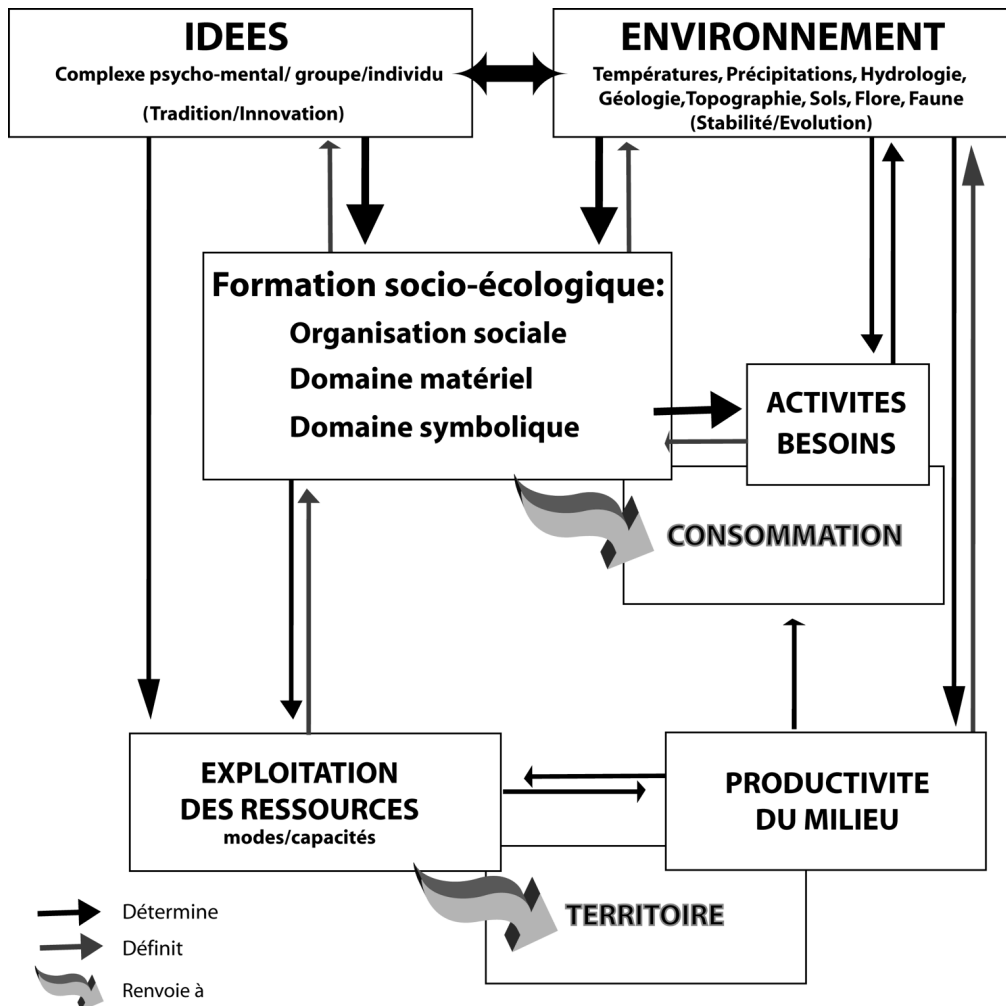 IDEES
Complexe psycho-mental/ groupe/individu
(Tradition/Innovation)
ENVIRONNEMENT
Températures, Précipitations, Hydrologie,
Géologie, Topographie, Sols, Flore, Faune
(Stabilité/Evolution)
Formation socio-écologique:
Organisation sociale
Domaine matériel
Domaine symbolique
ACTIVITES
BESOINS
CONSOMMATION
EXPLOITATION
DES RESSOURCES
modes/capacités
PRODUCTIVITE
DU MILIEU
TERRITOIRE
Détermine
Définit
Renvoie à